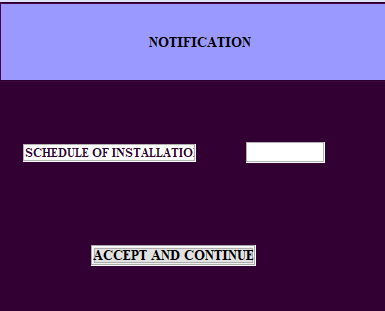 NOTIFICATION
SCHEDULE OF INSTALLATIO
ACCEPT AND CONTINUE